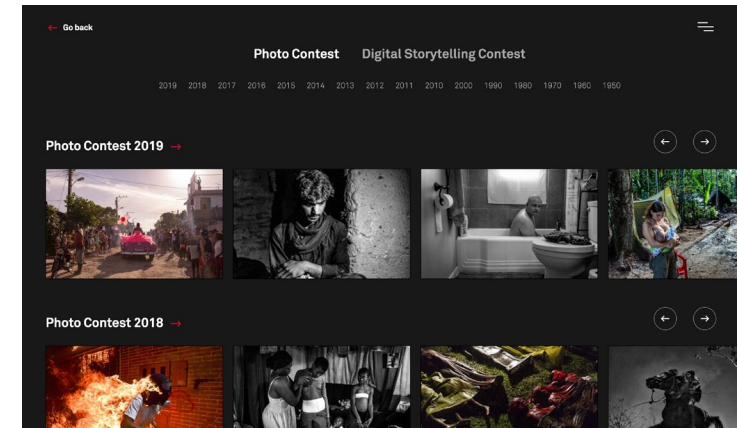 ← Go back
Photo Contest Digital Storytelling Contest
2019 2018 2017 2016 2015 2014 2013 2012 2011 2010 2000 1990 1980 1970 1960 1950
Photo Contest 2019 →
Photo Contest 2018 →